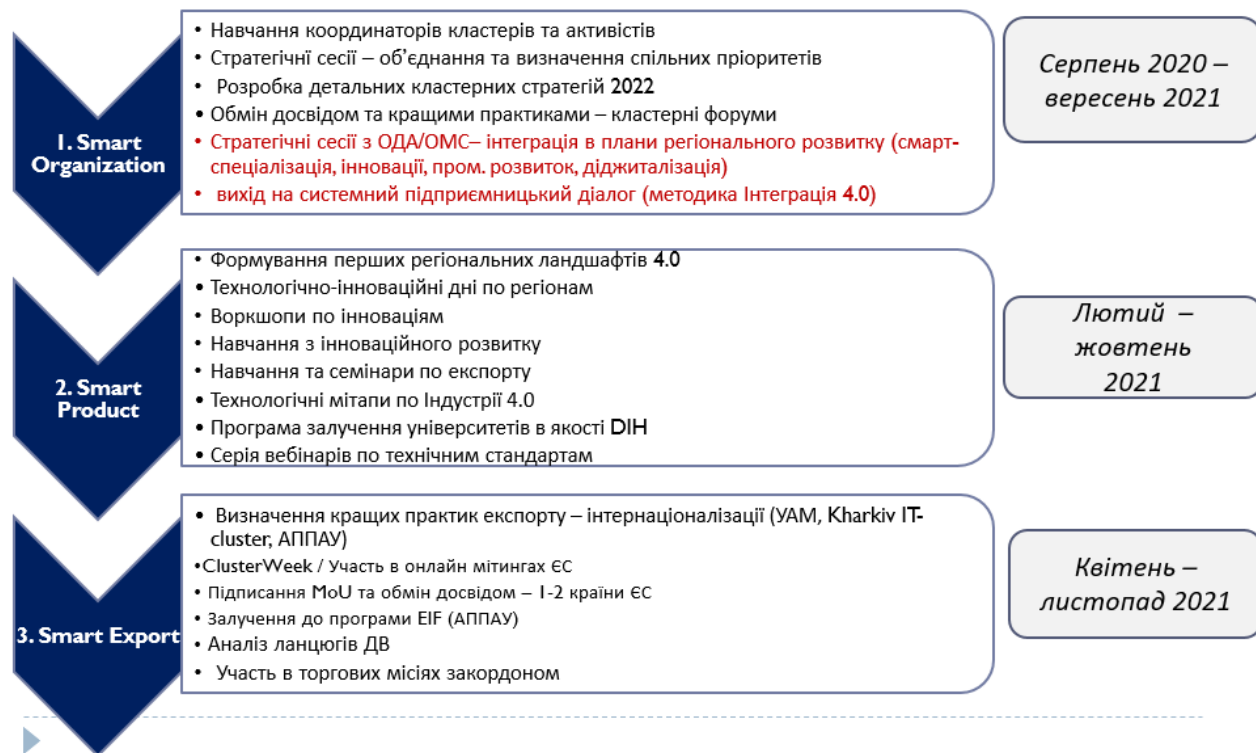 • Навчання координаторів кластерів та активістів
• Стратегічнї сесії – об’єднання та визначення спільних пріоритетів
• Розробка детальних кластерних стратегій 2022
• Обмін досвідом та кращими практиками – кластерні форуми
• Стратегічні сесії з ОДА/ОМС– інтеграція в плани регіонального розвитку (смарт-
спеціалізація, інновації, пром. розвиток, діджиталізація)
• вихід на системний підприємницький діалог (методика Інтеграція 4.0)
1. Smart
Organization
Серпень 2020 –
вересень 2021
• Формування перших регіональних ландшафтів 4.0
• Технологічно-інноваційні дні по регіонам
• Воркшопи по інноваціям
• Навчання з інноваційного розвитку
• Навчання та семінари по експорту
• Технологічні мітапи по Індустрії 4.0
• Програма залучення університетів в якості DIH
• Серія вебінарів по технічним стандартам
2. Smart
Product
Лютий –
жовтень
2021
• Визначення кращих практик експорту – інтернаціоналізації (УАМ, Kharkiv IT-
cluster, АППАУ)
•ClusterWeek / Участь в онлайн мітингах ЄС
• Підписання MoU та обмін досвідом – 1-2 країни ЄС
• Залучення до програми EIF (АППАУ)
• Аналіз ланцюгів ДВ
• Участь в торгових місіях закордоном
3. Smart Export
Квітень –
листопад 2021